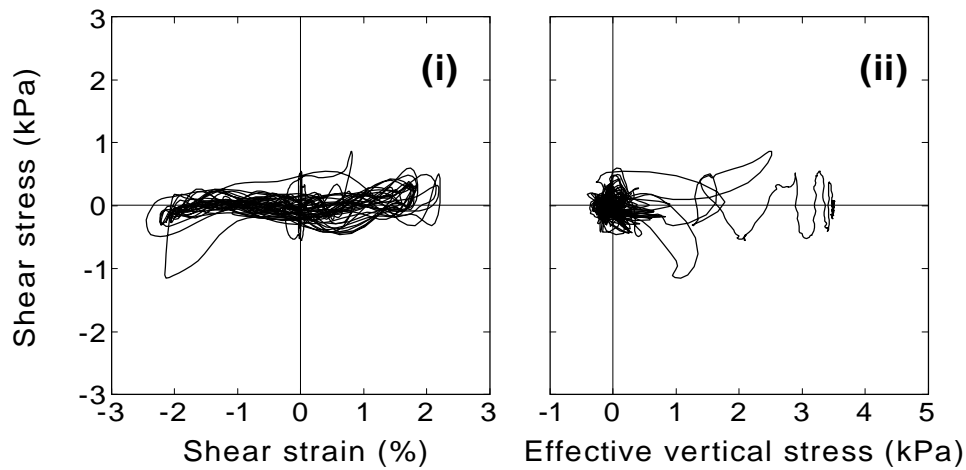 (i)
(ii)
Shear stress (kPa)
3
2
1
0
-1
-2
-3
-3 -2 -1 0 1 2 3
-1 0 1 2 3 4 5
Shear strain (%)
Effective vertical stress (kPa)